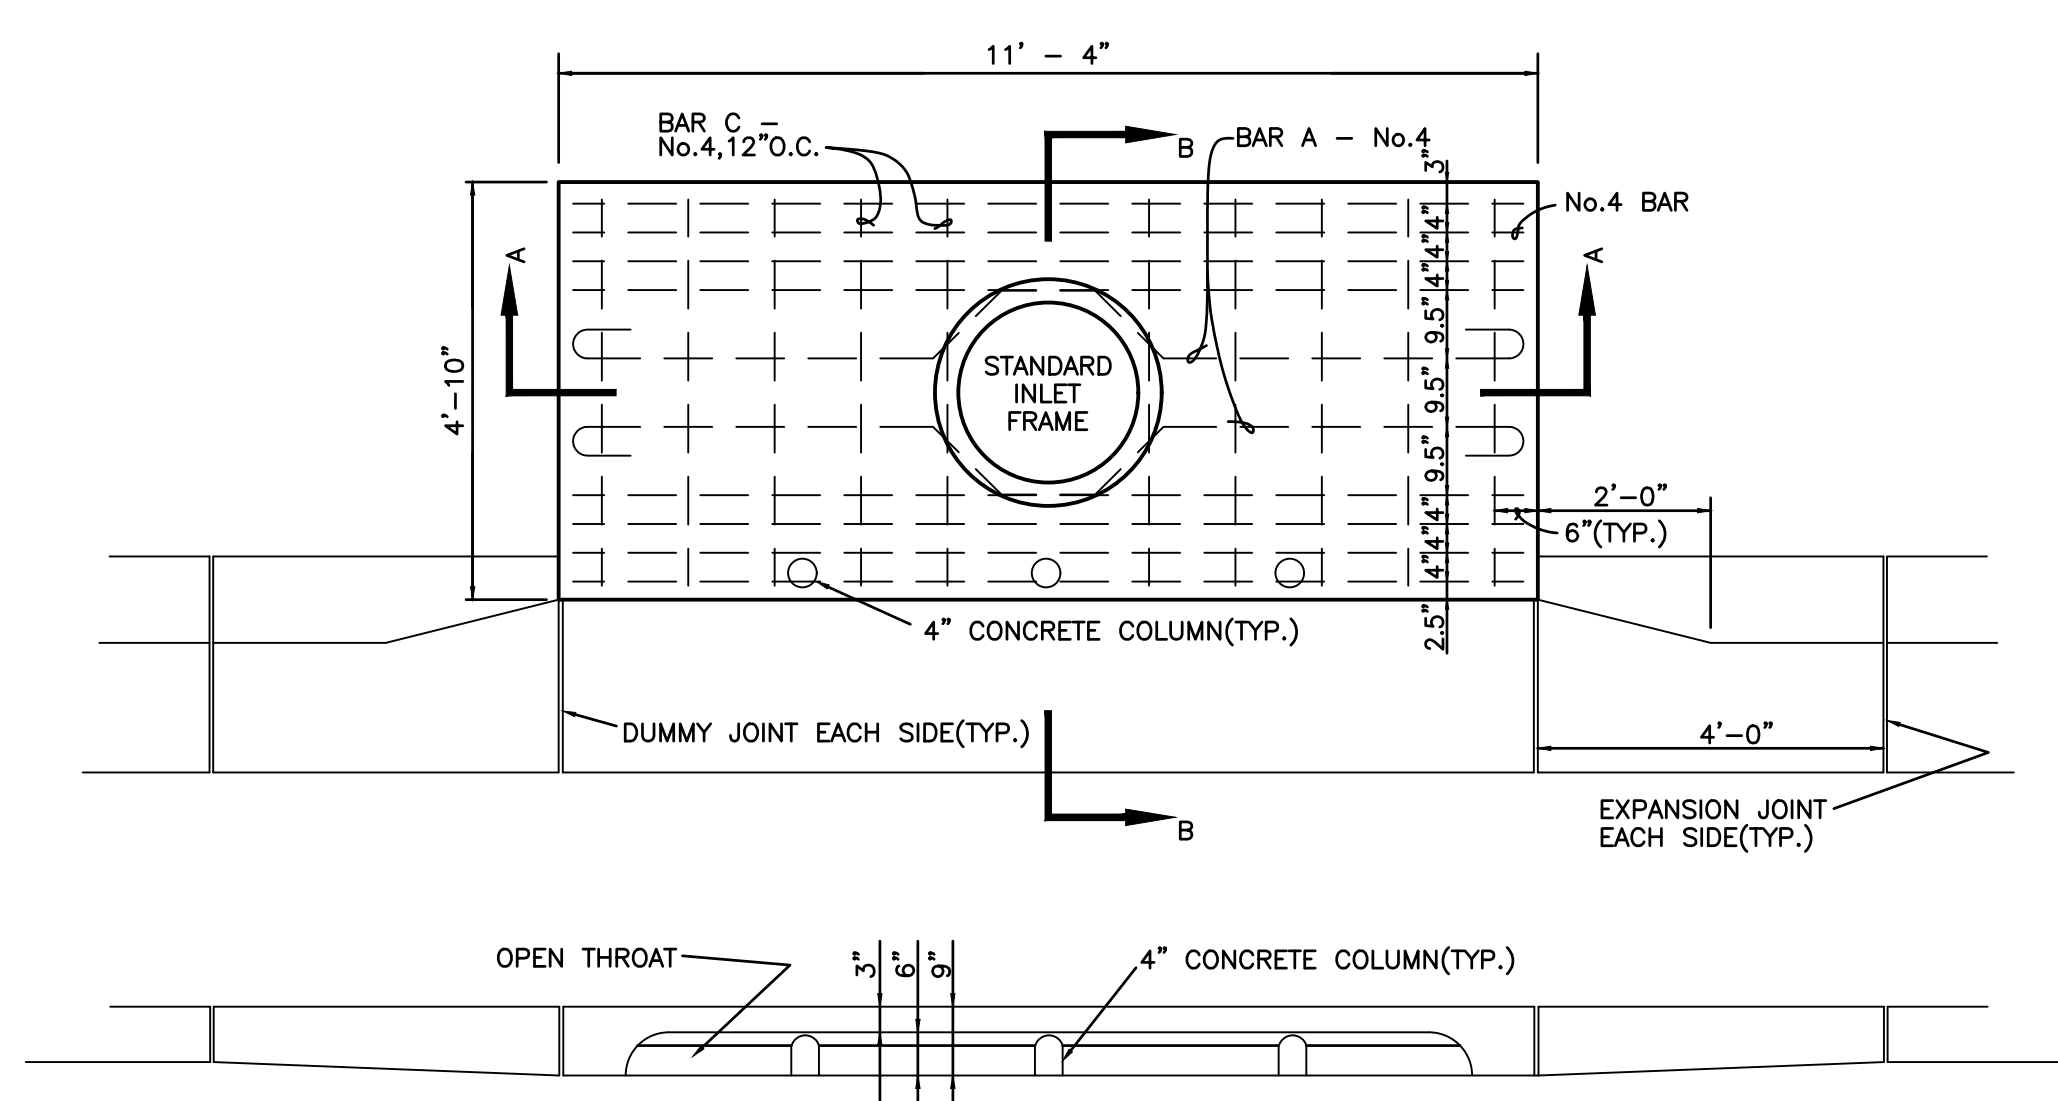 11' - 4"
BAR C -
No.4,12"O.C.
B
BAR A - No.4
3"
No.4 BAR
4"
4"
4"
A
A
9.5"
9.5"
9.5"
4'-10"
STANDARD
INLET
FRAME
4"
4"
4"
2.5"
2'-0"
6"(TYP.)
4" CONCRETE COLUMN(TYP.)
DUMMY JOINT EACH SIDE(TYP.)
4'-0"
B
EXPANSION JOINT
EACH SIDE(TYP.)
OPEN THROAT
3"
6"
9"
4" CONCRETE COLUMN(TYP.)